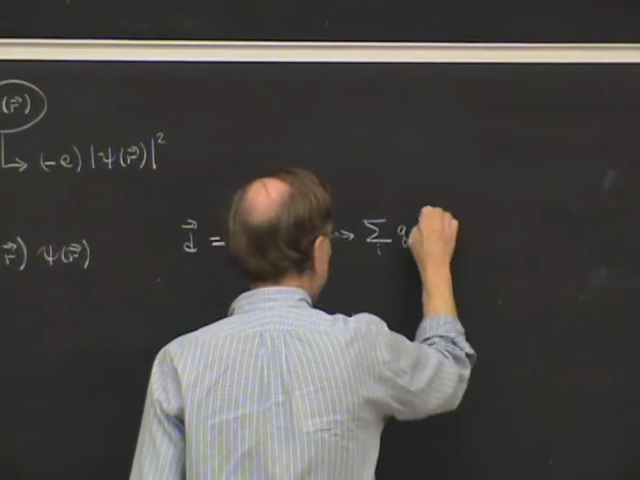 (r⃗)
↳ (-e) |ψ(r⃗)|²
d⃗ = → ∑ᵢ q
r⃗) ψ(r⃗)